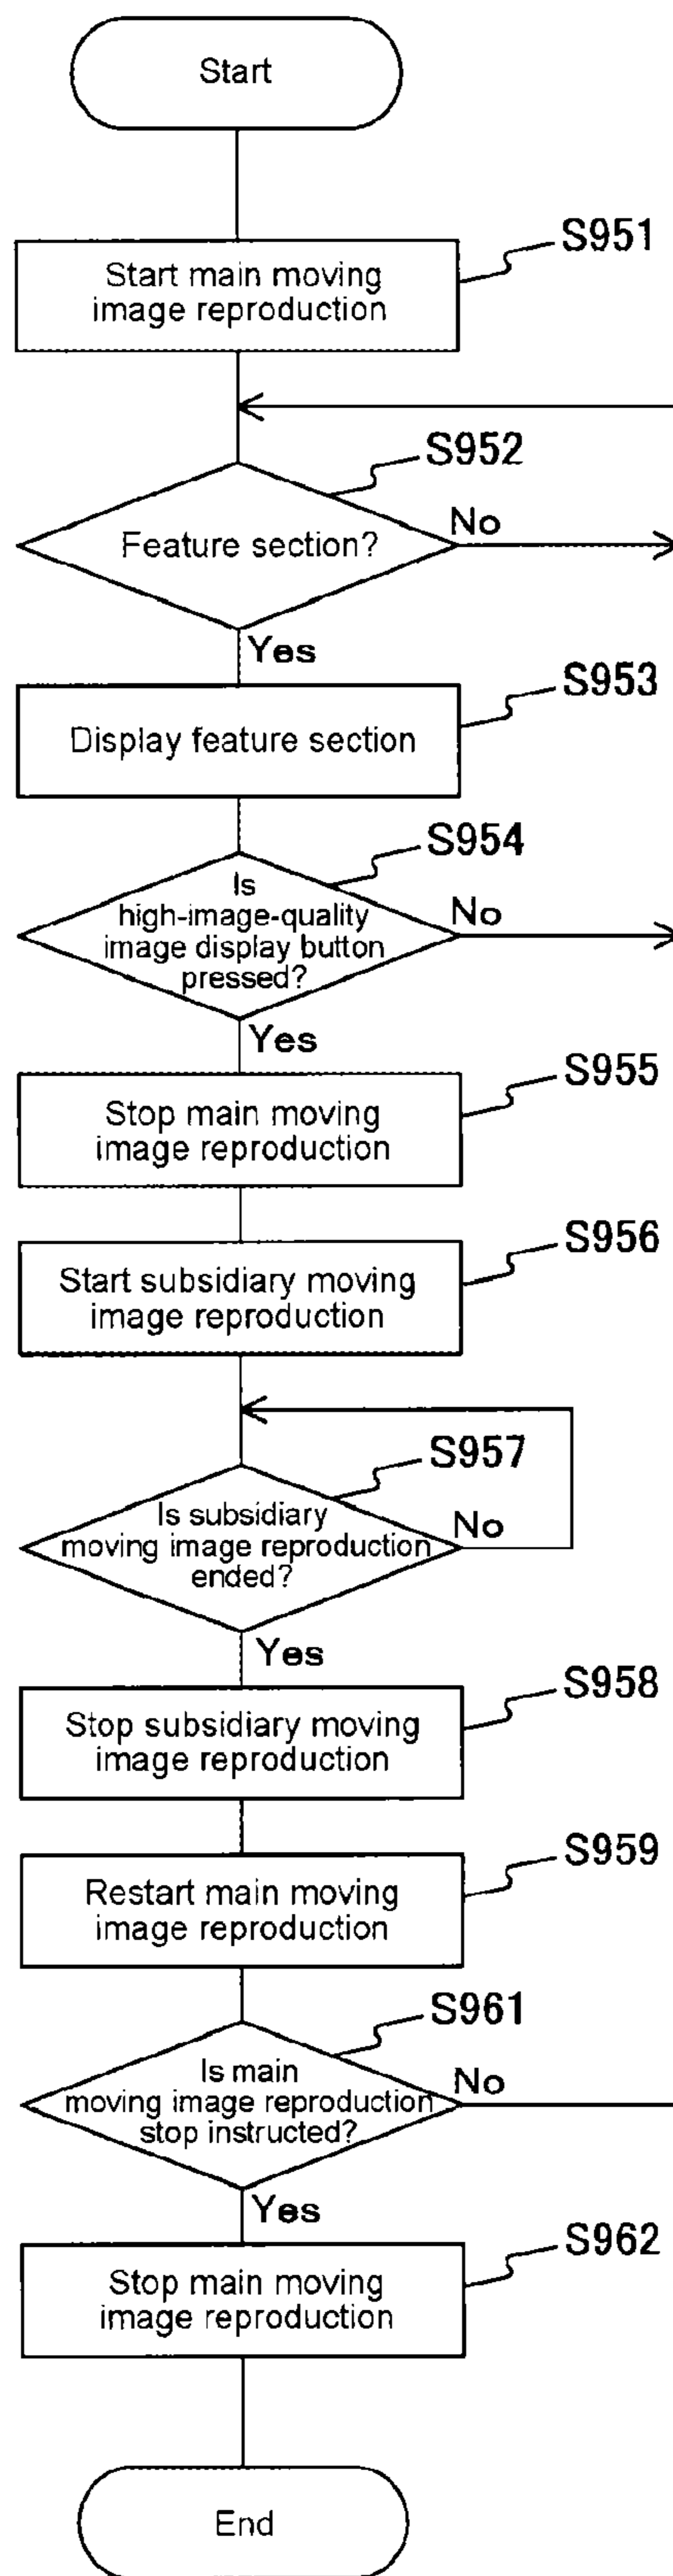 Start
S951
Start main moving
image reproduction
S952
Feature section?
No
Yes
S953
Display feature section
S954
Is
high-image-quality
image display button
pressed?
No
Yes
S955
Stop main moving
image reproduction
S956
Start subsidiary moving
image reproduction
S957
Is subsidiary
moving image reproduction
ended?
No
Yes
S958
Stop subsidiary moving
image reproduction
S959
Restart main moving
image reproduction
S961
Is main
moving image reproduction
stop instructed?
No
Yes
S962
Stop main moving
image reproduction
End